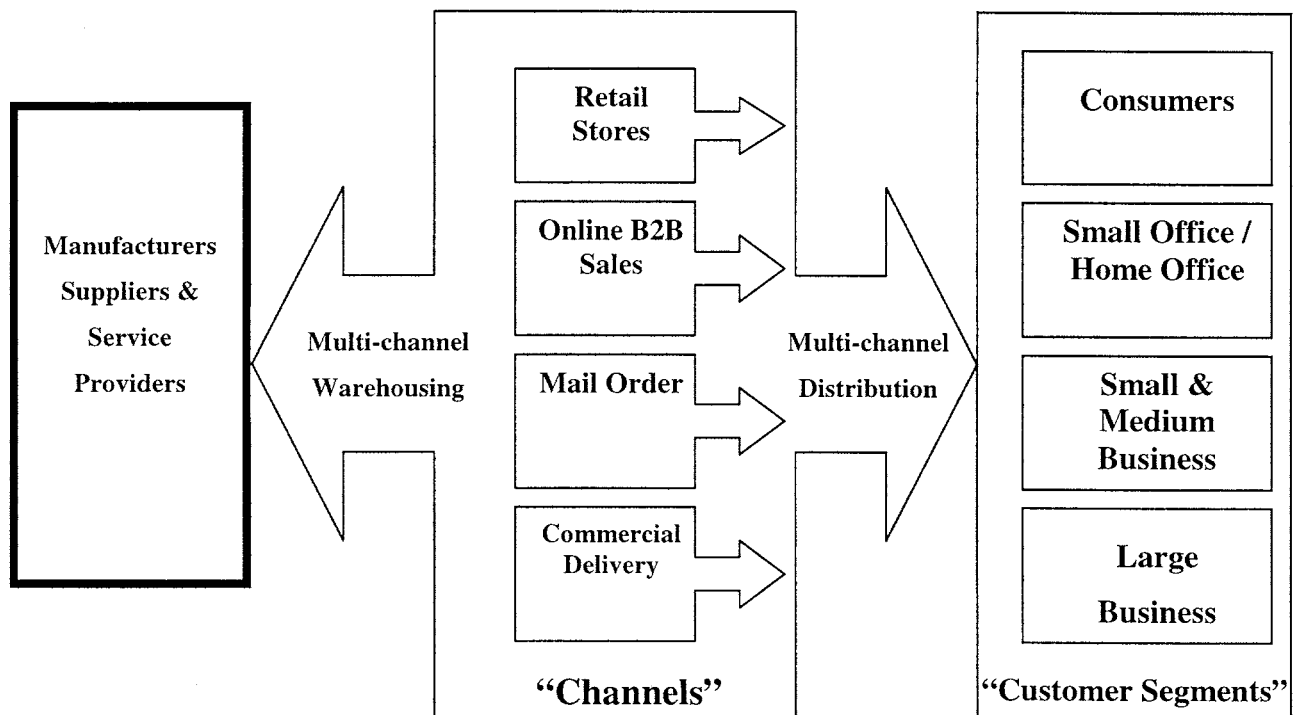 Manufacturers
Suppliers &
Service
Providers
Multi-channel
Warehousing
Retail
Stores
Online B2B
Sales
Mail Order
Commercial
Delivery
“Channels”
Multi-channel
Distribution
Consumers
Small Office /
Home Office
Small &
Medium
Business
Large
Business
“Customer Segments”